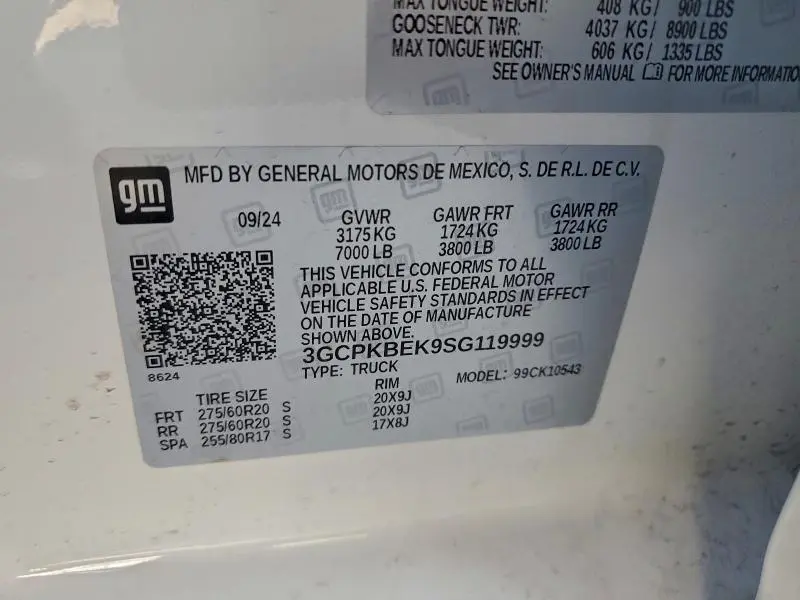 MAX TONGUE WEIGHT: 408 KG/ 900 LBS
GOOSENECK TWR: 4037 KG/ 8900 LBS
MAX TONGUE WEIGHT: 606 KG/ 1335 LBS
SEE OWNER'S MANUAL FOR MORE INFORMATIO
gm
MFD BY GENERAL MOTORS DE MEXICO, S. DE R.L. DE C.V.
09/24 GVWR GAWR FRT GAWR RR
3175 KG 1724 KG 1724 KG
7000 LB 3800 LB 3800 LB
THIS VEHICLE CONFORMS TO ALL
APPLICABLE U.S. FEDERAL MOTOR
VEHICLE SAFETY STANDARDS IN EFFECT
ON THE DATE OF MANUFACTURE
SHOWN ABOVE.
3GCPKBEK9SG119999
TYPE: TRUCK MODEL: 99CK10543
8624
TIRE SIZE RIM
FRT 275/60R20 S 20X9J
RR 275/60R20 S 20X9J
SPA 255/80R17 S 17X8J